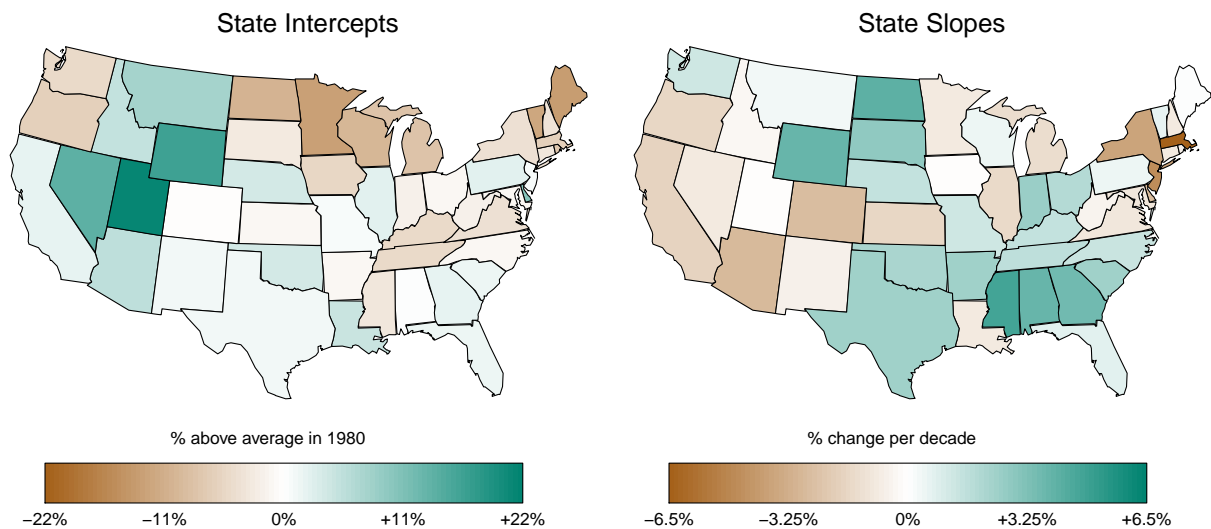 State Intercepts
State Slopes
% above average in 1980
−22% −11% 0% +11% +22%
% change per decade
−6.5% −3.25% 0% +3.25% +6.5%